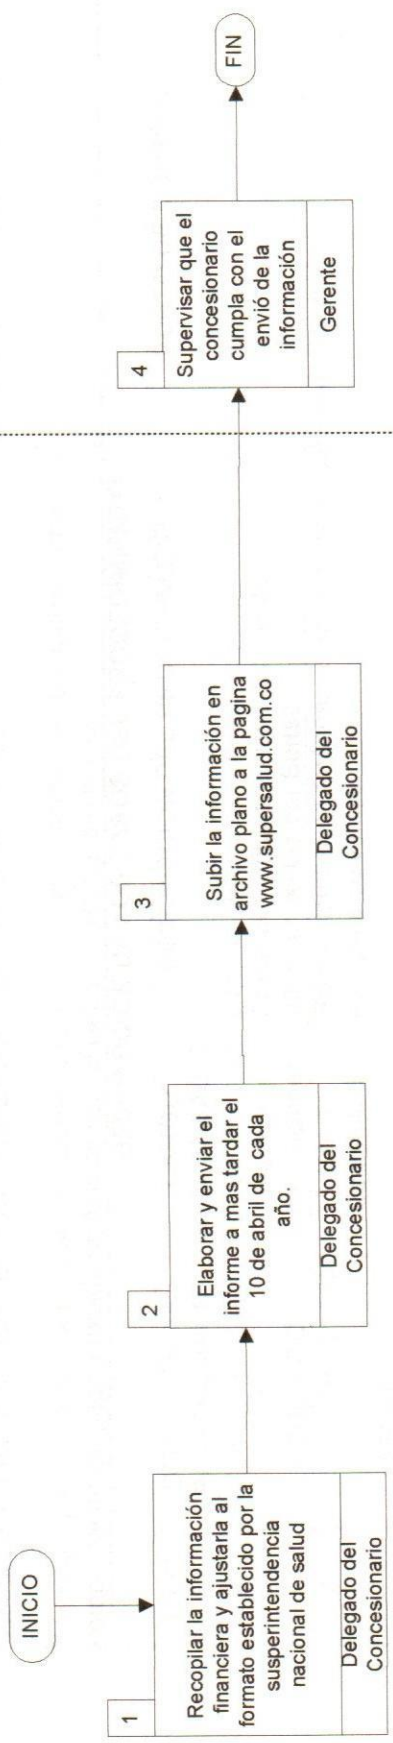 INICIO
1
Recopilar la información
financiera y ajustarla al
formato establecido por la
susperintendencia
nacional de salud
Delegado del
Concesionario
2
Elaborar y enviar el
informe a mas tardar el
10 de abril de cada
año.
Delegado del
Concesionario
3
Subir la información en
archivo plano a la pagina
www.supersalud.com.co
Delegado del
Concesionario
4
Supervisar que el
concesionario
cumpla con el
envió de la
información
Gerente
FIN